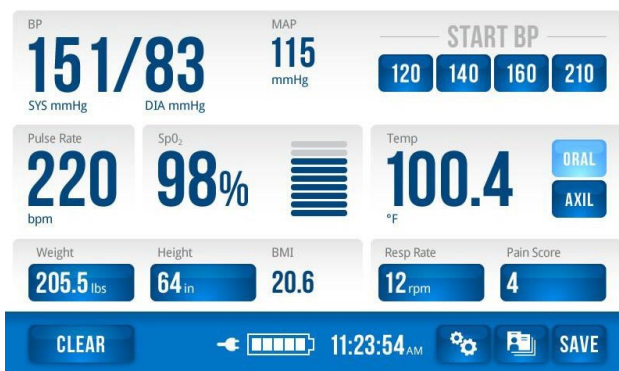 BP
151/83
SYS mmHg DIA mmHg
MAP
115
mmHg
START BP
120 140 160 210
Pulse Rate
220
bpm
SpO₂
98%
Temp
100.4
°F
ORAL
AXIL
Weight
205.5 lbs
Height
64 in
BMI
20.6
Resp Rate
12 rpm
Pain Score
4
CLEAR
11:23:54 AM
SAVE